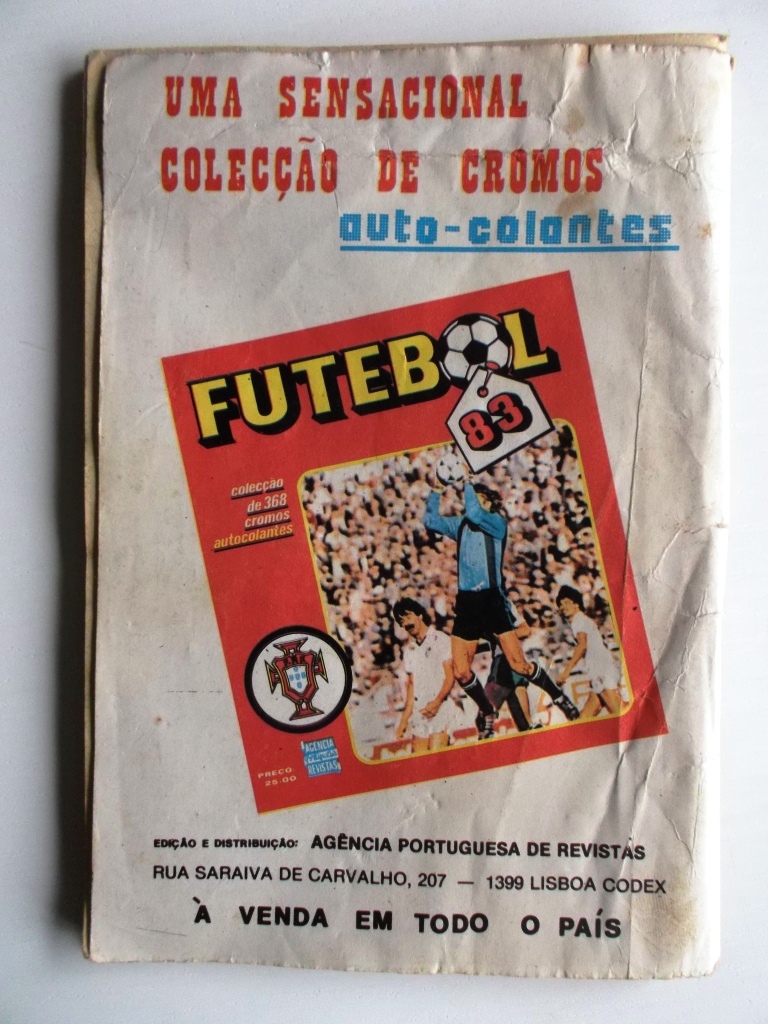 UMA SENSACIONAL
COLECÇÃO DE CROMOS
auto-colantes
FUTEBOL
83
colecção
de 368
cromos
autocolantes
PREÇO
25.00
AGÊNCIA
PORTUGUESA
REVISTAS
EDIÇÃO E DISTRIBUIÇÃO: AGÊNCIA PORTUGUESA DE REVISTAS
RUA SARAIVA DE CARVALHO, 207 — 1399 LISBOA CODEX
À VENDA EM TODO O PAÍS